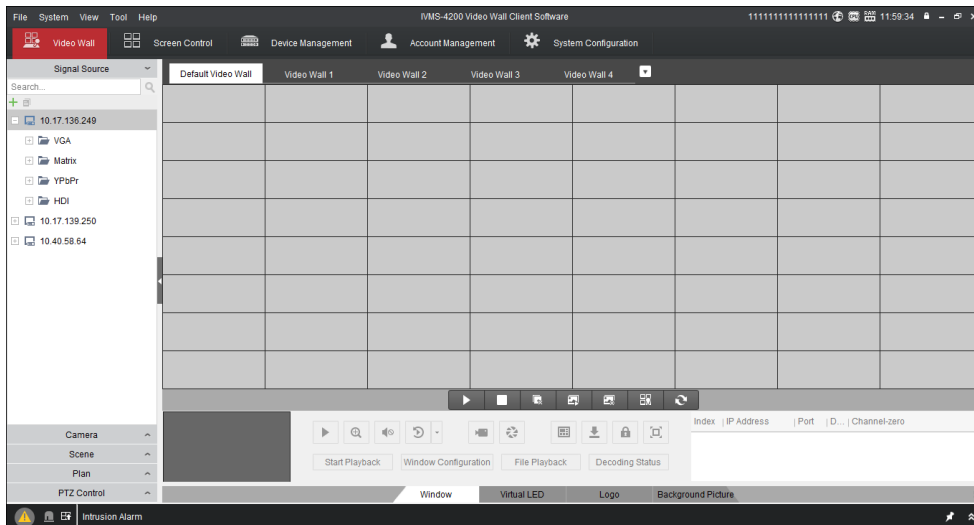 File System View Tool Help
IVMS-4200 Video Wall Client Software
1111111111111111 11:59:34
Video Wall
Screen Control
Device Management
Account Management
System Configuration
Signal Source
Default Video Wall
Video Wall 1
Video Wall 2
Video Wall 3
Video Wall 4
Search...
10.17.136.249
VGA
Matrix
YPbPr
HDI
10.17.139.250
10.40.58.64
Index | IP Address | Port | D... | Channel-zero
Camera
Scene
Plan
PTZ Control
Start Playback
Window Configuration
File Playback
Decoding Status
Window
Virtual LED
Logo
Background Picture
Intrusion Alarm